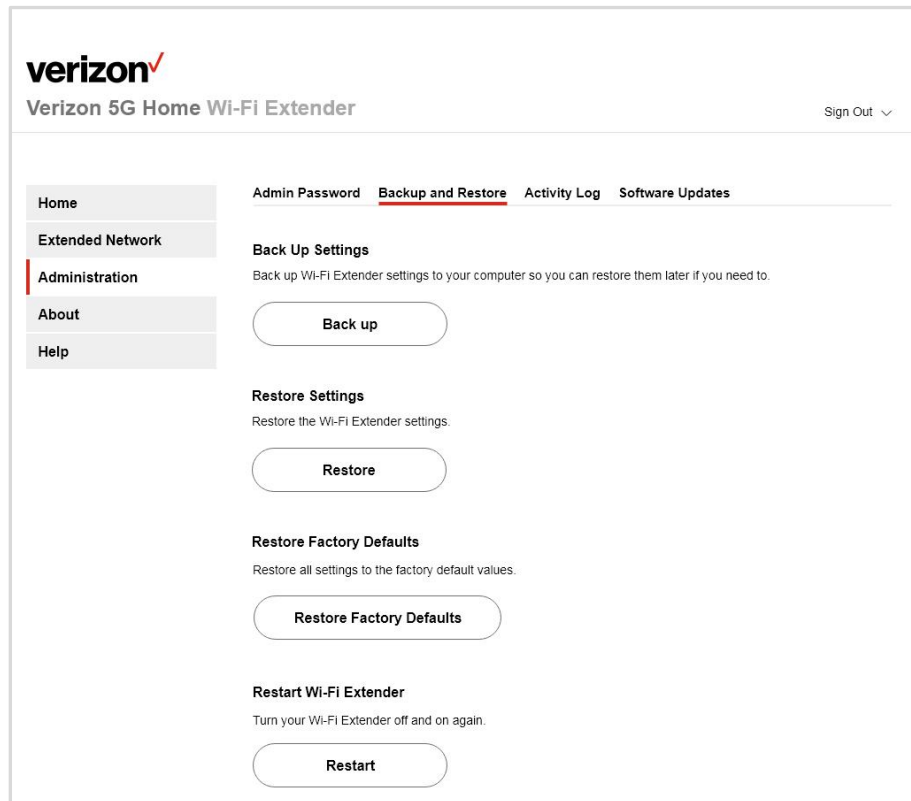 verizon
Verizon 5G Home Wi-Fi Extender
Sign Out
Home
Extended Network
Administration
About
Help
Admin Password Backup and Restore Activity Log Software Updates
Back Up Settings
Back up Wi-Fi Extender settings to your computer so you can restore them later if you need to.
Back up
Restore Settings
Restore the Wi-Fi Extender settings.
Restore
Restore Factory Defaults
Restore all settings to the factory default values.
Restore Factory Defaults
Restart Wi-Fi Extender
Turn your Wi-Fi Extender off and on again.
Restart